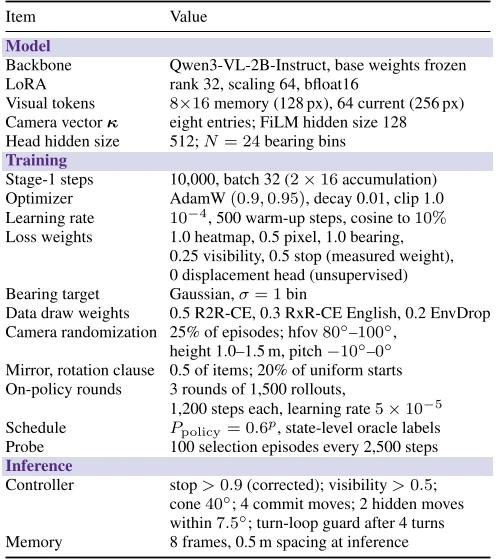 Item Value
Model
Backbone Qwen3-VL-2B-Instruct, base weights frozen
LoRA rank 32, scaling 64, bfloat16
Visual tokens 8×16 memory (128 px), 64 current (256 px)
Camera vector κ eight entries; FiLM hidden size 128
Head hidden size 512; N = 24 bearing bins
Training
Stage-1 steps 10,000, batch 32 (2 × 16 accumulation)
Optimizer AdamW (0.9, 0.95), decay 0.01, clip 1.0
Learning rate 10⁻⁴, 500 warm-up steps, cosine to 10%
Loss weights 1.0 heatmap, 0.5 pixel, 1.0 bearing,
0.25 visibility, 0.5 stop (measured weight),
0 displacement head (unsupervised)
Bearing target Gaussian, σ = 1 bin
Data draw weights 0.5 R2R-CE, 0.3 RxR-CE English, 0.2 EnvDrop
Camera randomization 25% of episodes; hfov 80°–100°,
height 1.0–1.5 m, pitch −10°–0°
Mirror, rotation clause 0.5 of items; 20% of uniform starts
On-policy rounds 3 rounds of 1,500 rollouts,
1,200 steps each, learning rate 5 × 10⁻⁵
Schedule P_policy = 0.6ᵖ, state-level oracle labels
Probe 100 selection episodes every 2,500 steps
Inference
Controller stop > 0.9 (corrected); visibility > 0.5;
cone 40°; 4 commit moves; 2 hidden moves
within 7.5°; turn-loop guard after 4 turns
Memory 8 frames, 0.5 m spacing at inference